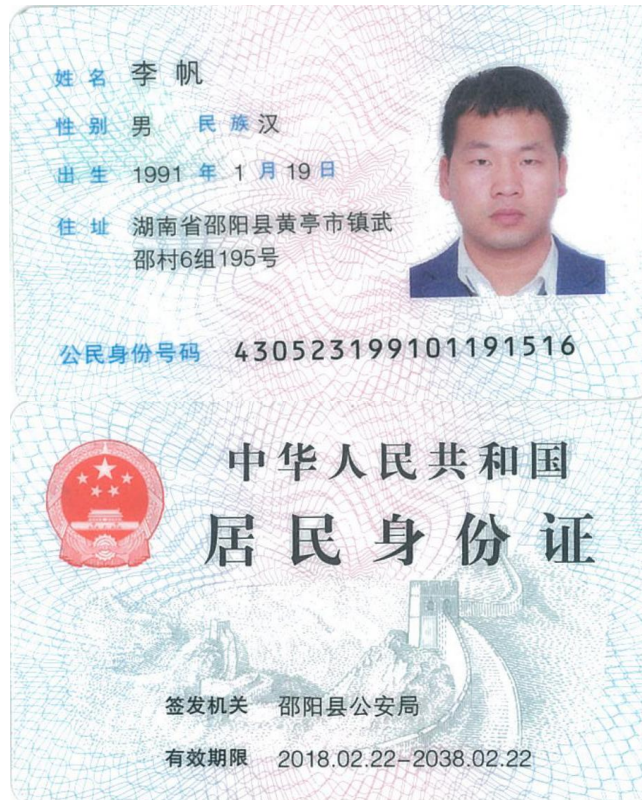 姓名 李帆
性别 男 民族 汉
出生 1991 年 1 月 19 日
住址 湖南省邵阳县黄亭市镇武
邵村6组195号
公民身份号码 430523199101191516
中华人民共和国
居民身份证
签发机关 邵阳县公安局
有效期限 2018.02.22-2038.02.22